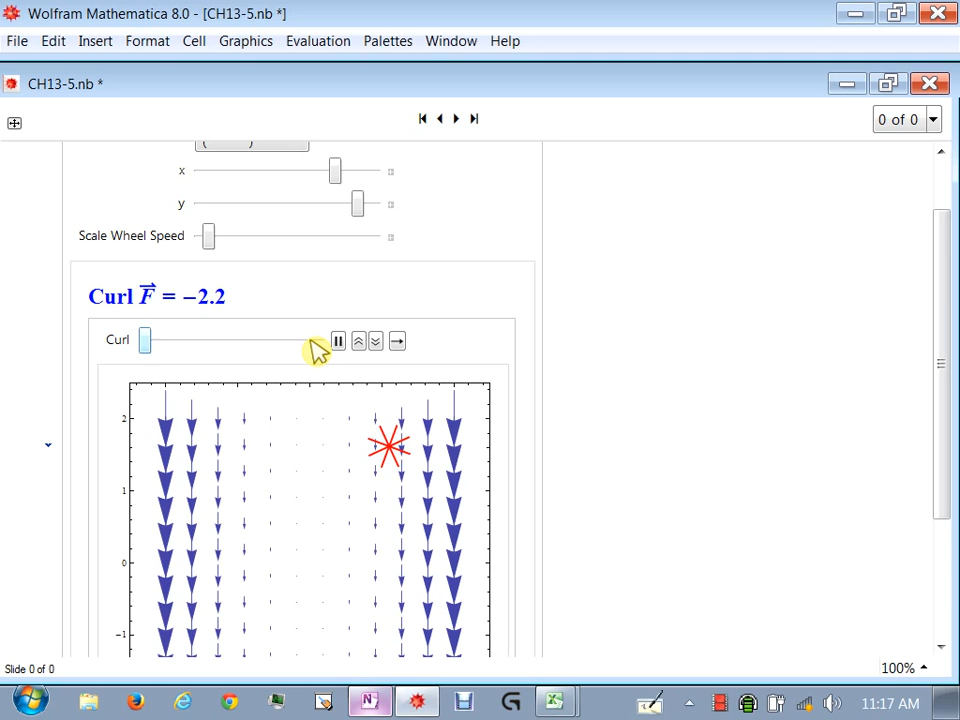 Wolfram Mathematica 8.0 - [CH13-5.nb *]
File Edit Insert Format Cell Graphics Evaluation Palettes Window Help
CH13-5.nb *
0 of 0
x
y
Scale Wheel Speed
Curl F = −2.2
Curl
2
1
0
−1
Slide 0 of 0
100%
11:17 AM